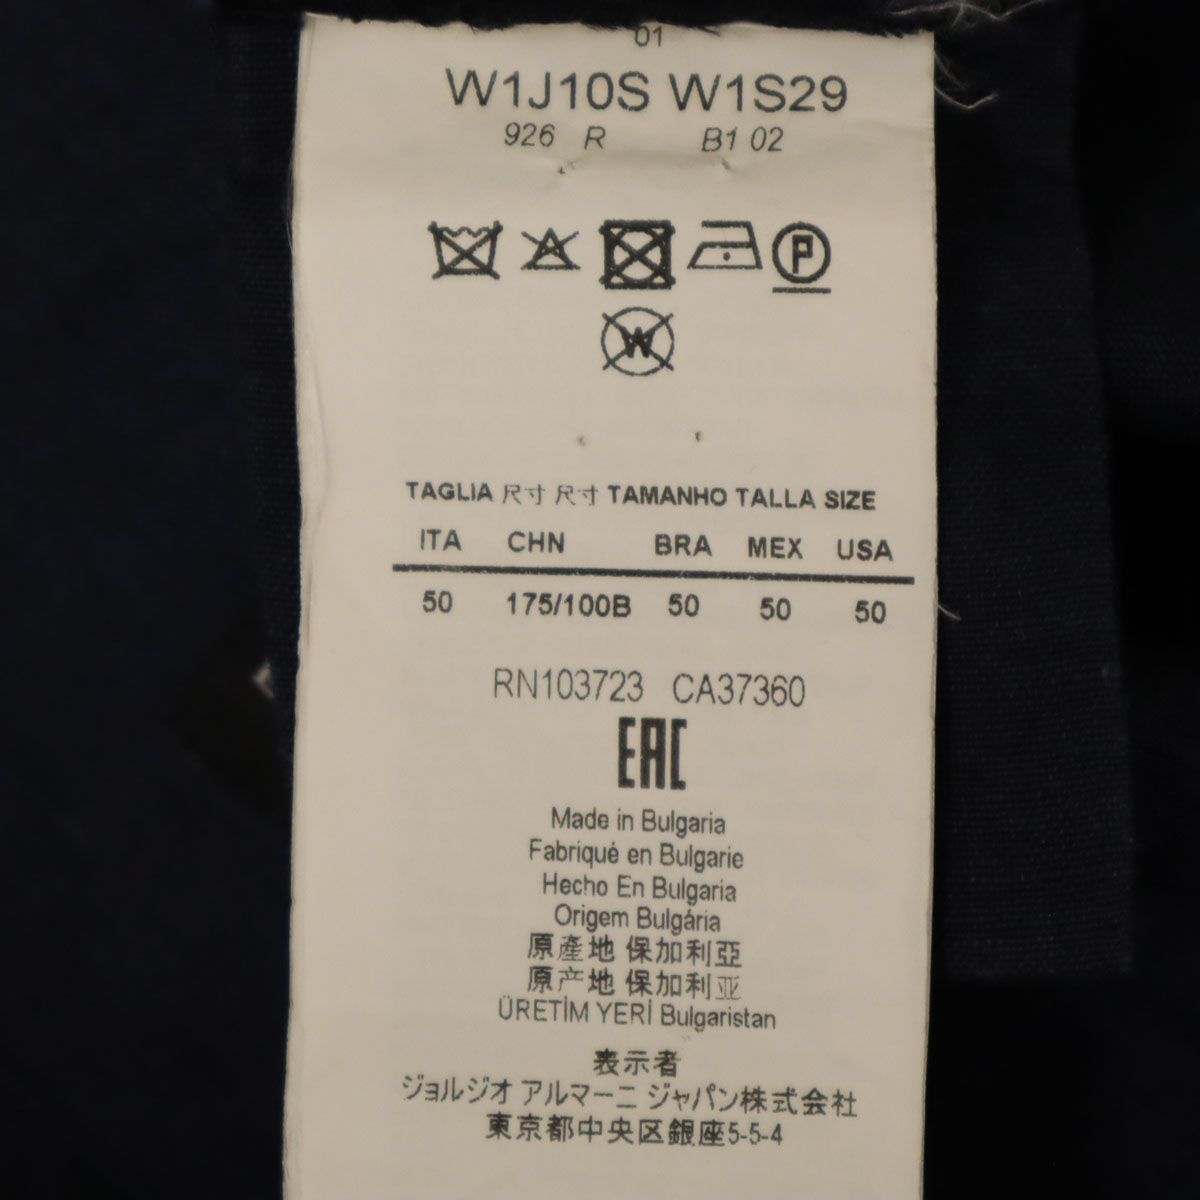 01
W1J10S W1S29
926 R B1 02
P
W
TAGLIA 尺寸 尺寸 TAMANHO TALLA SIZE
ITA CHN BRA MEX USA
50 175/100B 50 50 50
RN103723 CA37360
EAC
Made in Bulgaria
Fabriqué en Bulgarie
Hecho En Bulgaria
Origem Bulgária
原產地 保加利亞
原产地 保加利亚
ÜRETİM YERİ Bulgaristan
表示者
ジョルジオ アルマーニ ジャパン株式会社
東京都中央区銀座5-5-4